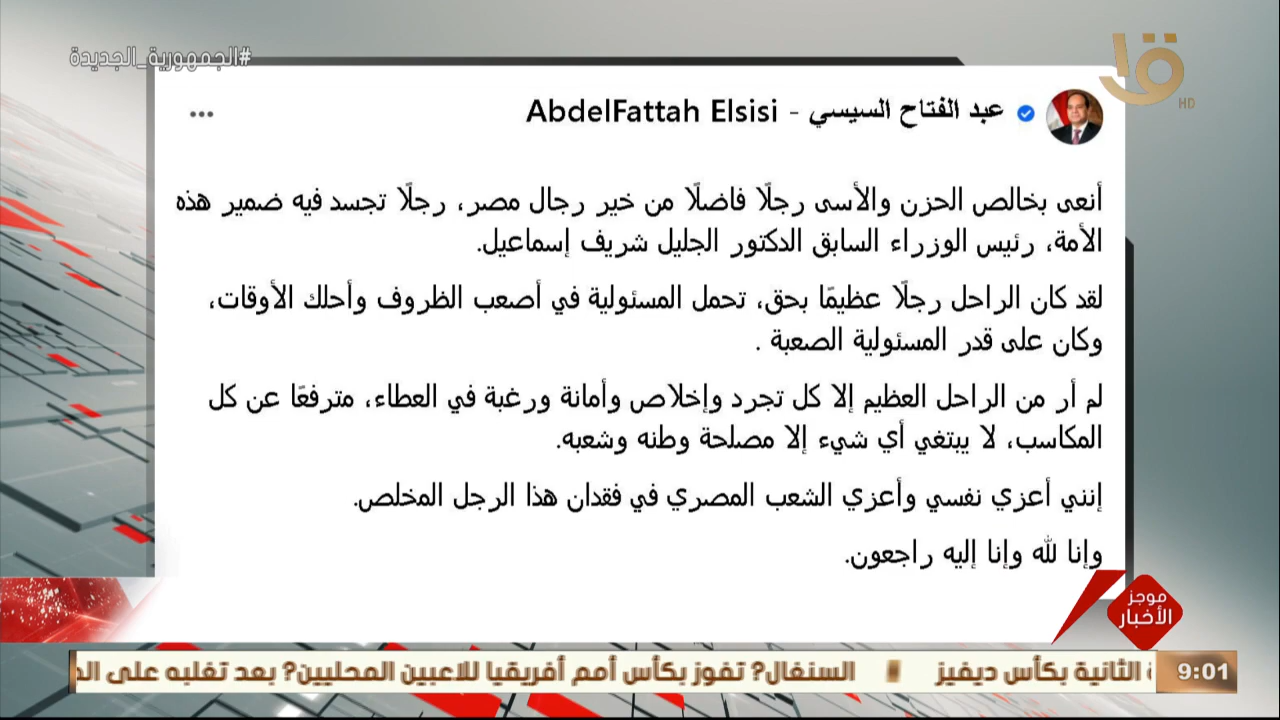 #الجمهورية_الجديدة
HD
عبد الفتاح السيسي - AbdelFattah Elsisi
أنعى بخالص الحزن والأسى رجلًا فاضلًا من خير رجال مصر، رجلًا تجسد فيه ضمير هذه
الأمة، رئيس الوزراء السابق الدكتور الجليل شريف إسماعيل.
لقد كان الراحل رجلًا عظيمًا بحق، تحمل المسئولية في أصعب الظروف وأحلك الأوقات،
وكان على قدر المسئولية الصعبة .
لم أر من الراحل العظيم إلا كل تجرد وإخلاص وأمانة ورغبة في العطاء، مترفعًا عن كل
المكاسب، لا يبتغي أي شيء إلا مصلحة وطنه وشعبه.
إنني أعزي نفسي وأعزي الشعب المصري في فقدان هذا الرجل المخلص.
وإنا لله وإنا إليه راجعون.
موجز
الأخبار
الثانية بكأس ديفيز
السنغال? تفوز بكأس أمم أفريقيا للاعبين المحليين? بعد تغلبه على
9:01